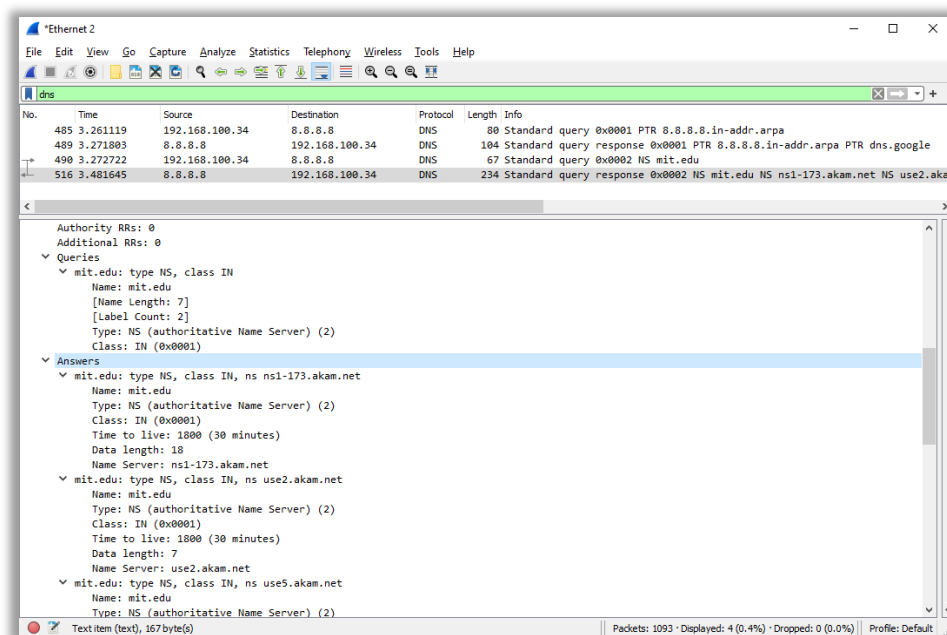 *Ethernet 2
File Edit View Go Capture Analyze Statistics Telephony Wireless Tools Help
dns
No. Time Source Destination Protocol Length Info
485 3.261119 192.168.100.34 8.8.8.8 DNS 80 Standard query 0x0001 PTR 8.8.8.8.in-addr.arpa
489 3.271803 8.8.8.8 192.168.100.34 DNS 104 Standard query response 0x0001 PTR 8.8.8.8.in-addr.arpa PTR dns.google
490 3.272722 192.168.100.34 8.8.8.8 DNS 67 Standard query 0x0002 NS mit.edu
516 3.481645 8.8.8.8 192.168.100.34 DNS 234 Standard query response 0x0002 NS mit.edu NS ns1-173.akam.net NS use2.aka
Authority RRs: 0
Additional RRs: 0
Queries
mit.edu: type NS, class IN
Name: mit.edu
[Name Length: 7]
[Label Count: 2]
Type: NS (authoritative Name Server) (2)
Class: IN (0x0001)
Answers
mit.edu: type NS, class IN, ns ns1-173.akam.net
Name: mit.edu
Type: NS (authoritative Name Server) (2)
Class: IN (0x0001)
Time to live: 1800 (30 minutes)
Data length: 18
Name Server: ns1-173.akam.net
mit.edu: type NS, class IN, ns use2.akam.net
Name: mit.edu
Type: NS (authoritative Name Server) (2)
Class: IN (0x0001)
Time to live: 1800 (30 minutes)
Data length: 7
Name Server: use2.akam.net
mit.edu: type NS, class IN, ns use5.akam.net
Name: mit.edu
Type: NS (authoritative Name Server) (2)
Text item (text), 167 byte(s) Packets: 1093 · Displayed: 4 (0.4%) · Dropped: 0 (0.0%) Profile: Default